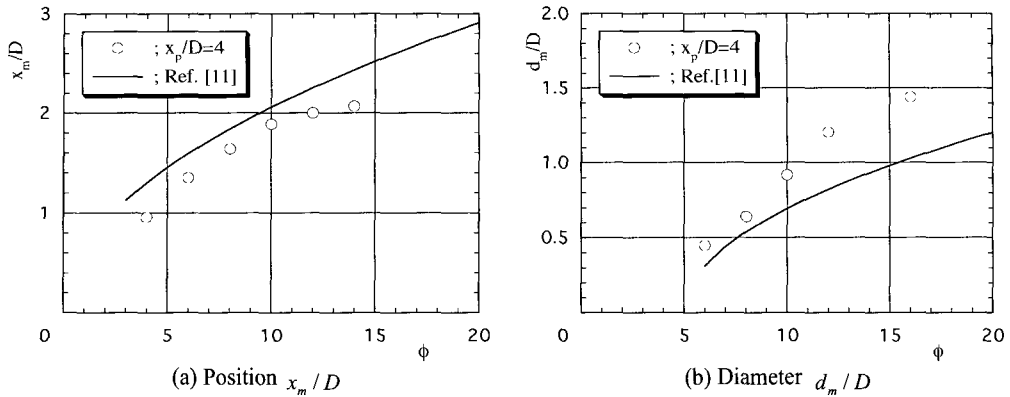 3
x_m/D
○ ; x_p/D=4
— ; Ref. [11]
2
1
0
5
10
15
20
ϕ
(a) Position x_m / D
2.0
d_m/D
○ ; x_p/D=4
— ; Ref.[11]
1.5
1.0
0.5
0
5
10
15
20
ϕ
(b) Diameter d_m / D